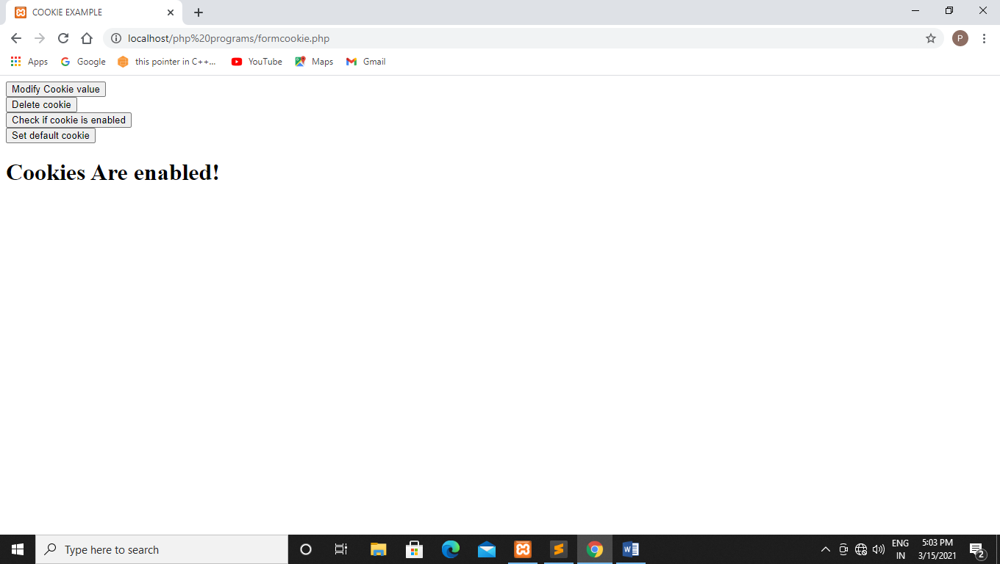 COOKIE EXAMPLE
localhost/php%20programs/formcookie.php
P
Apps Google this pointer in C++... YouTube Maps Gmail
Modify Cookie value
Delete cookie
Check if cookie is enabled
Set default cookie
Cookies Are enabled!
Type here to search
ENG 5:03 PM
IN 3/15/2021
2